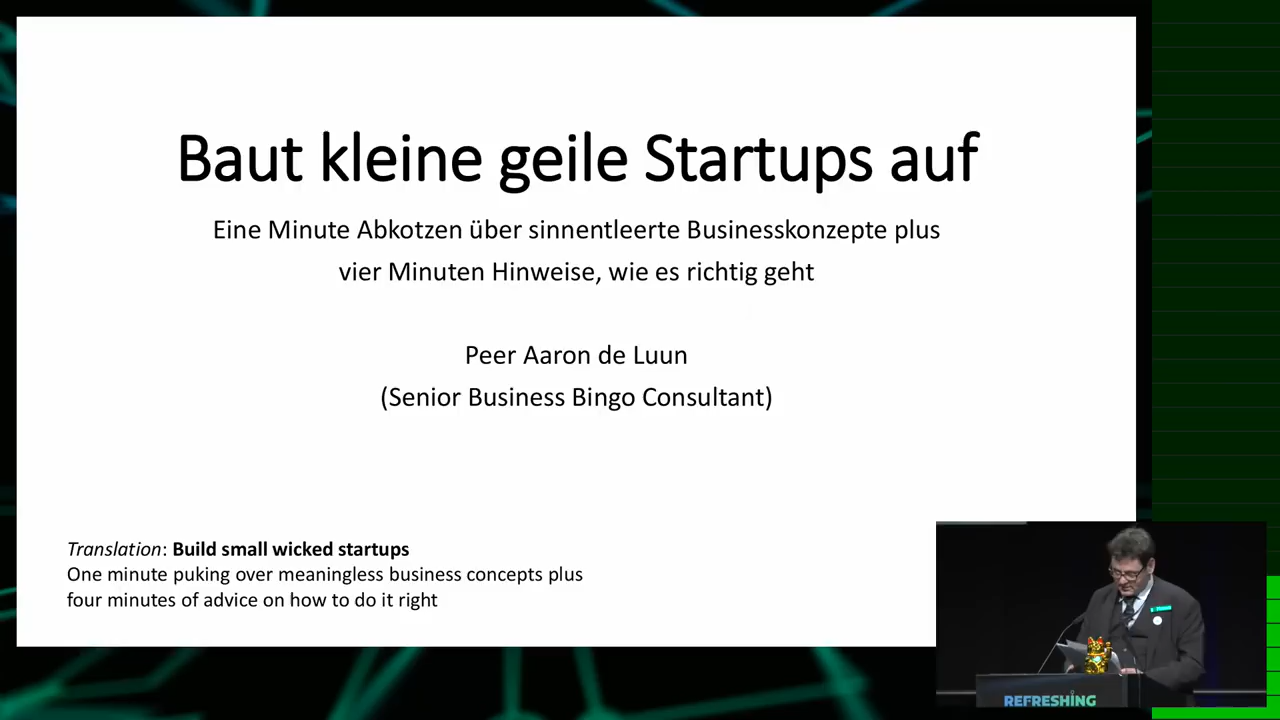 Baut kleine geile Startups auf
Eine Minute Abkotzen über sinnentleerte Businesskonzepte plus
vier Minuten Hinweise, wie es richtig geht
Peer Aaron de Luun
(Senior Business Bingo Consultant)
Translation: Build small wicked startups
One minute puking over meaningless business concepts plus
four minutes of advice on how to do it right
REFRESHING